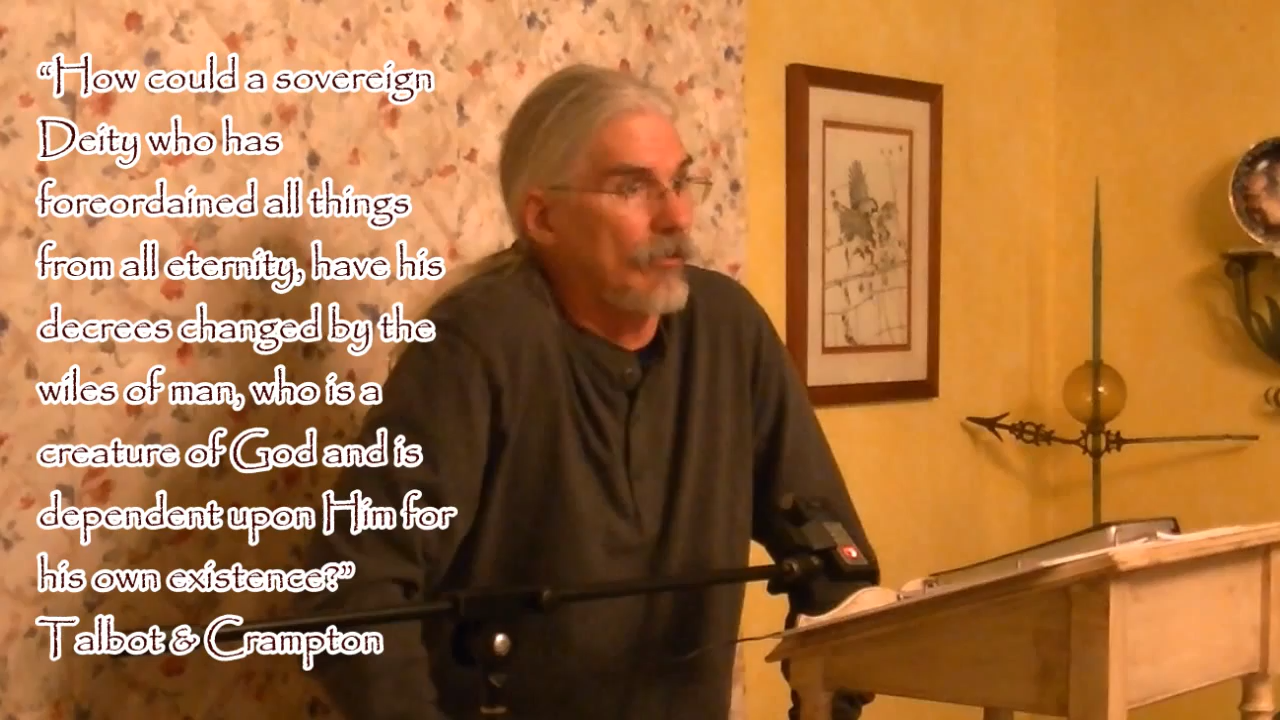 “How could a sovereign
Deity who has
foreordained all things
from all eternity, have his
decrees changed by the
wiles of man, who is a
creature of God and is
dependent upon Him for
his own existence?”
Talbot & Crampton